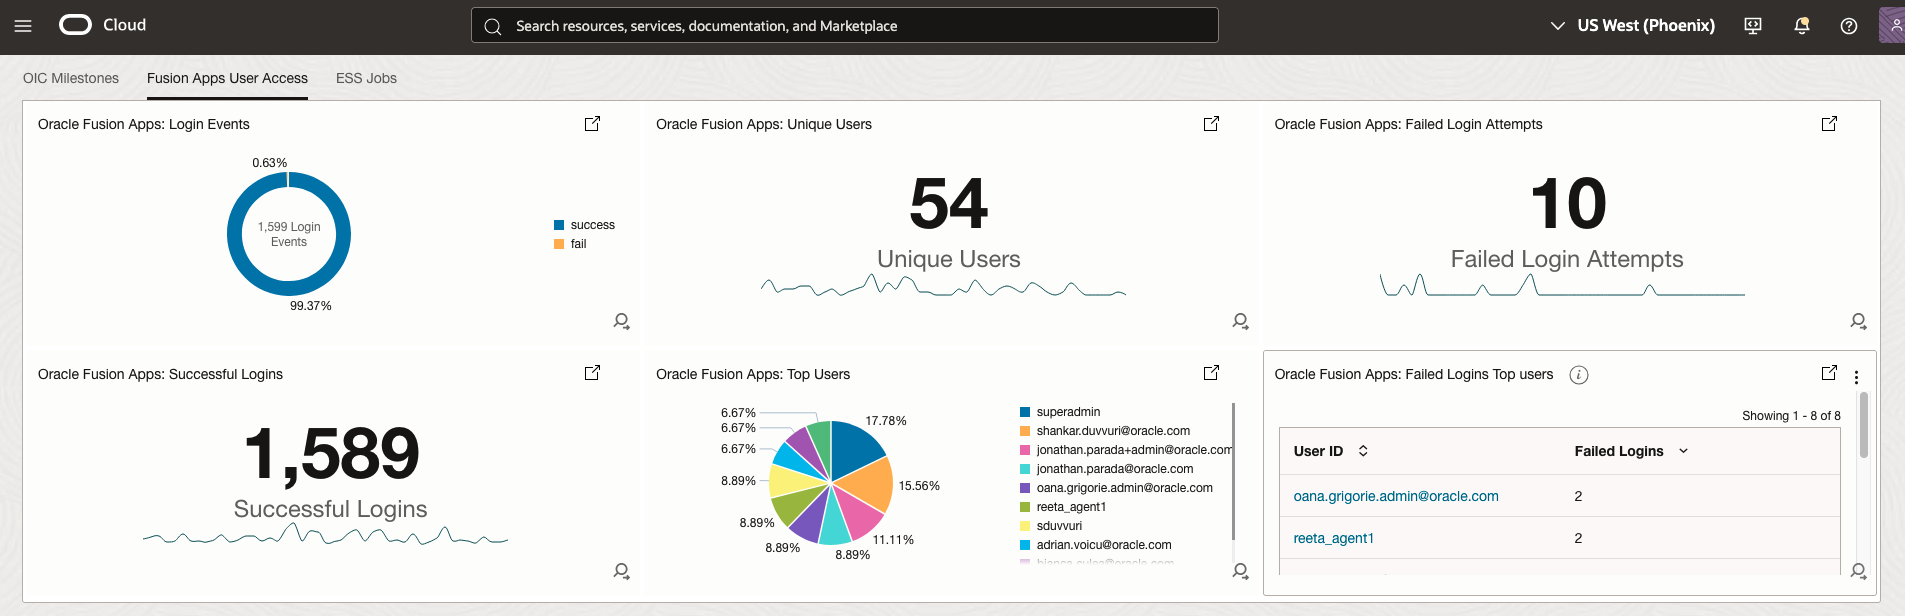 Cloud
Search resources, services, documentation, and Marketplace
US West (Phoenix)
OIC Milestones
Fusion Apps User Access
ESS Jobs
Oracle Fusion Apps: Login Events
0.63%
1,599 Login
Events
99.37%
success
fail
Oracle Fusion Apps: Unique Users
54
Unique Users
Oracle Fusion Apps: Failed Login Attempts
10
Failed Login Attempts
Oracle Fusion Apps: Successful Logins
1,589
Successful Logins
Oracle Fusion Apps: Top Users
6.67%
6.67%
6.67%
8.89%
8.89%
8.89%
8.89%
11.11%
15.56%
17.78%
superadmin
shankar.duvvuri@oracle.com
jonathan.parada+admin@oracle.com
jonathan.parada@oracle.com
oana.grigorie.admin@oracle.com
reeta_agent1
sduvvuri
adrian.voicu@oracle.com
Oracle Fusion Apps: Failed Logins Top users
Showing 1 - 8 of 8
User ID
Failed Logins
oana.grigorie.admin@oracle.com
2
reeta_agent1
2